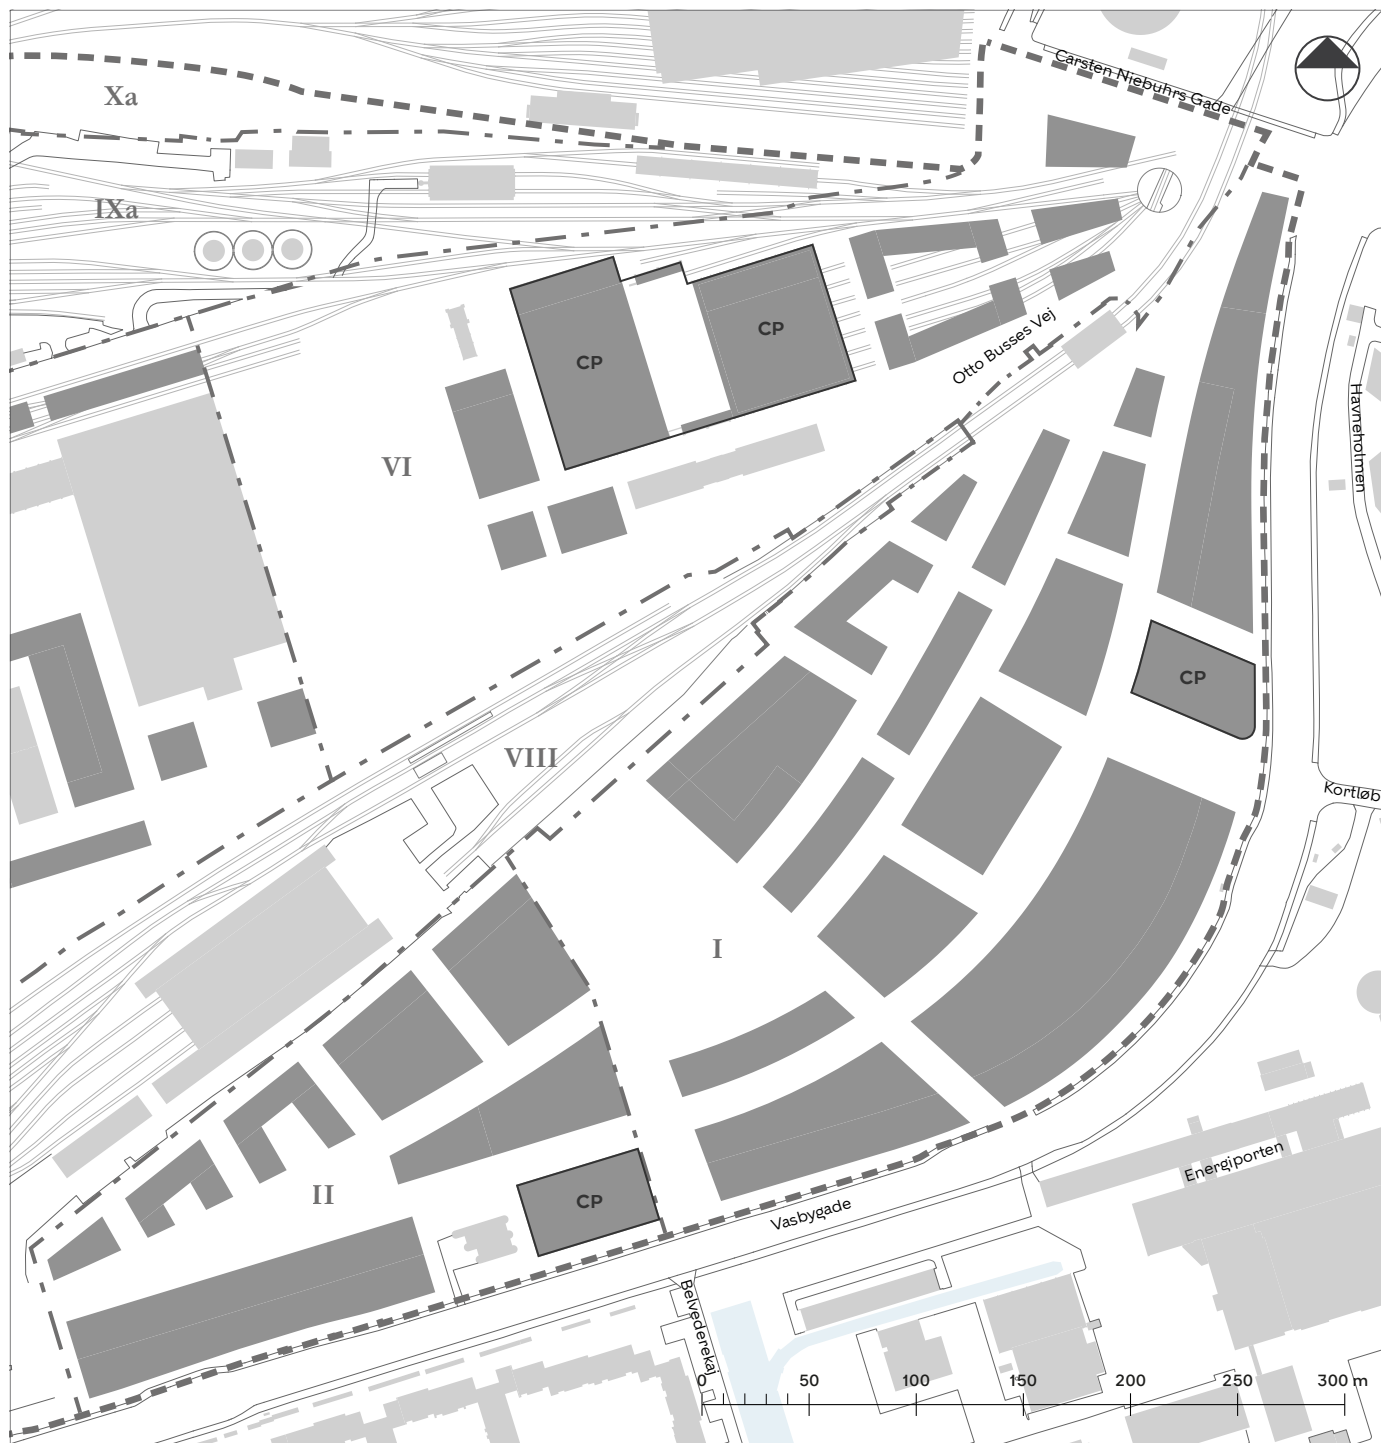 Carsten Niebuhrs Gade
Xa
IXa
Otto Busses Vej
CP
CP
Havneholmen
VI
CP
VIII
Kortløb
I
Energiporten
II
CP
Vasbygade
Belvederekaj
0 50 100 150 200 250 300 m